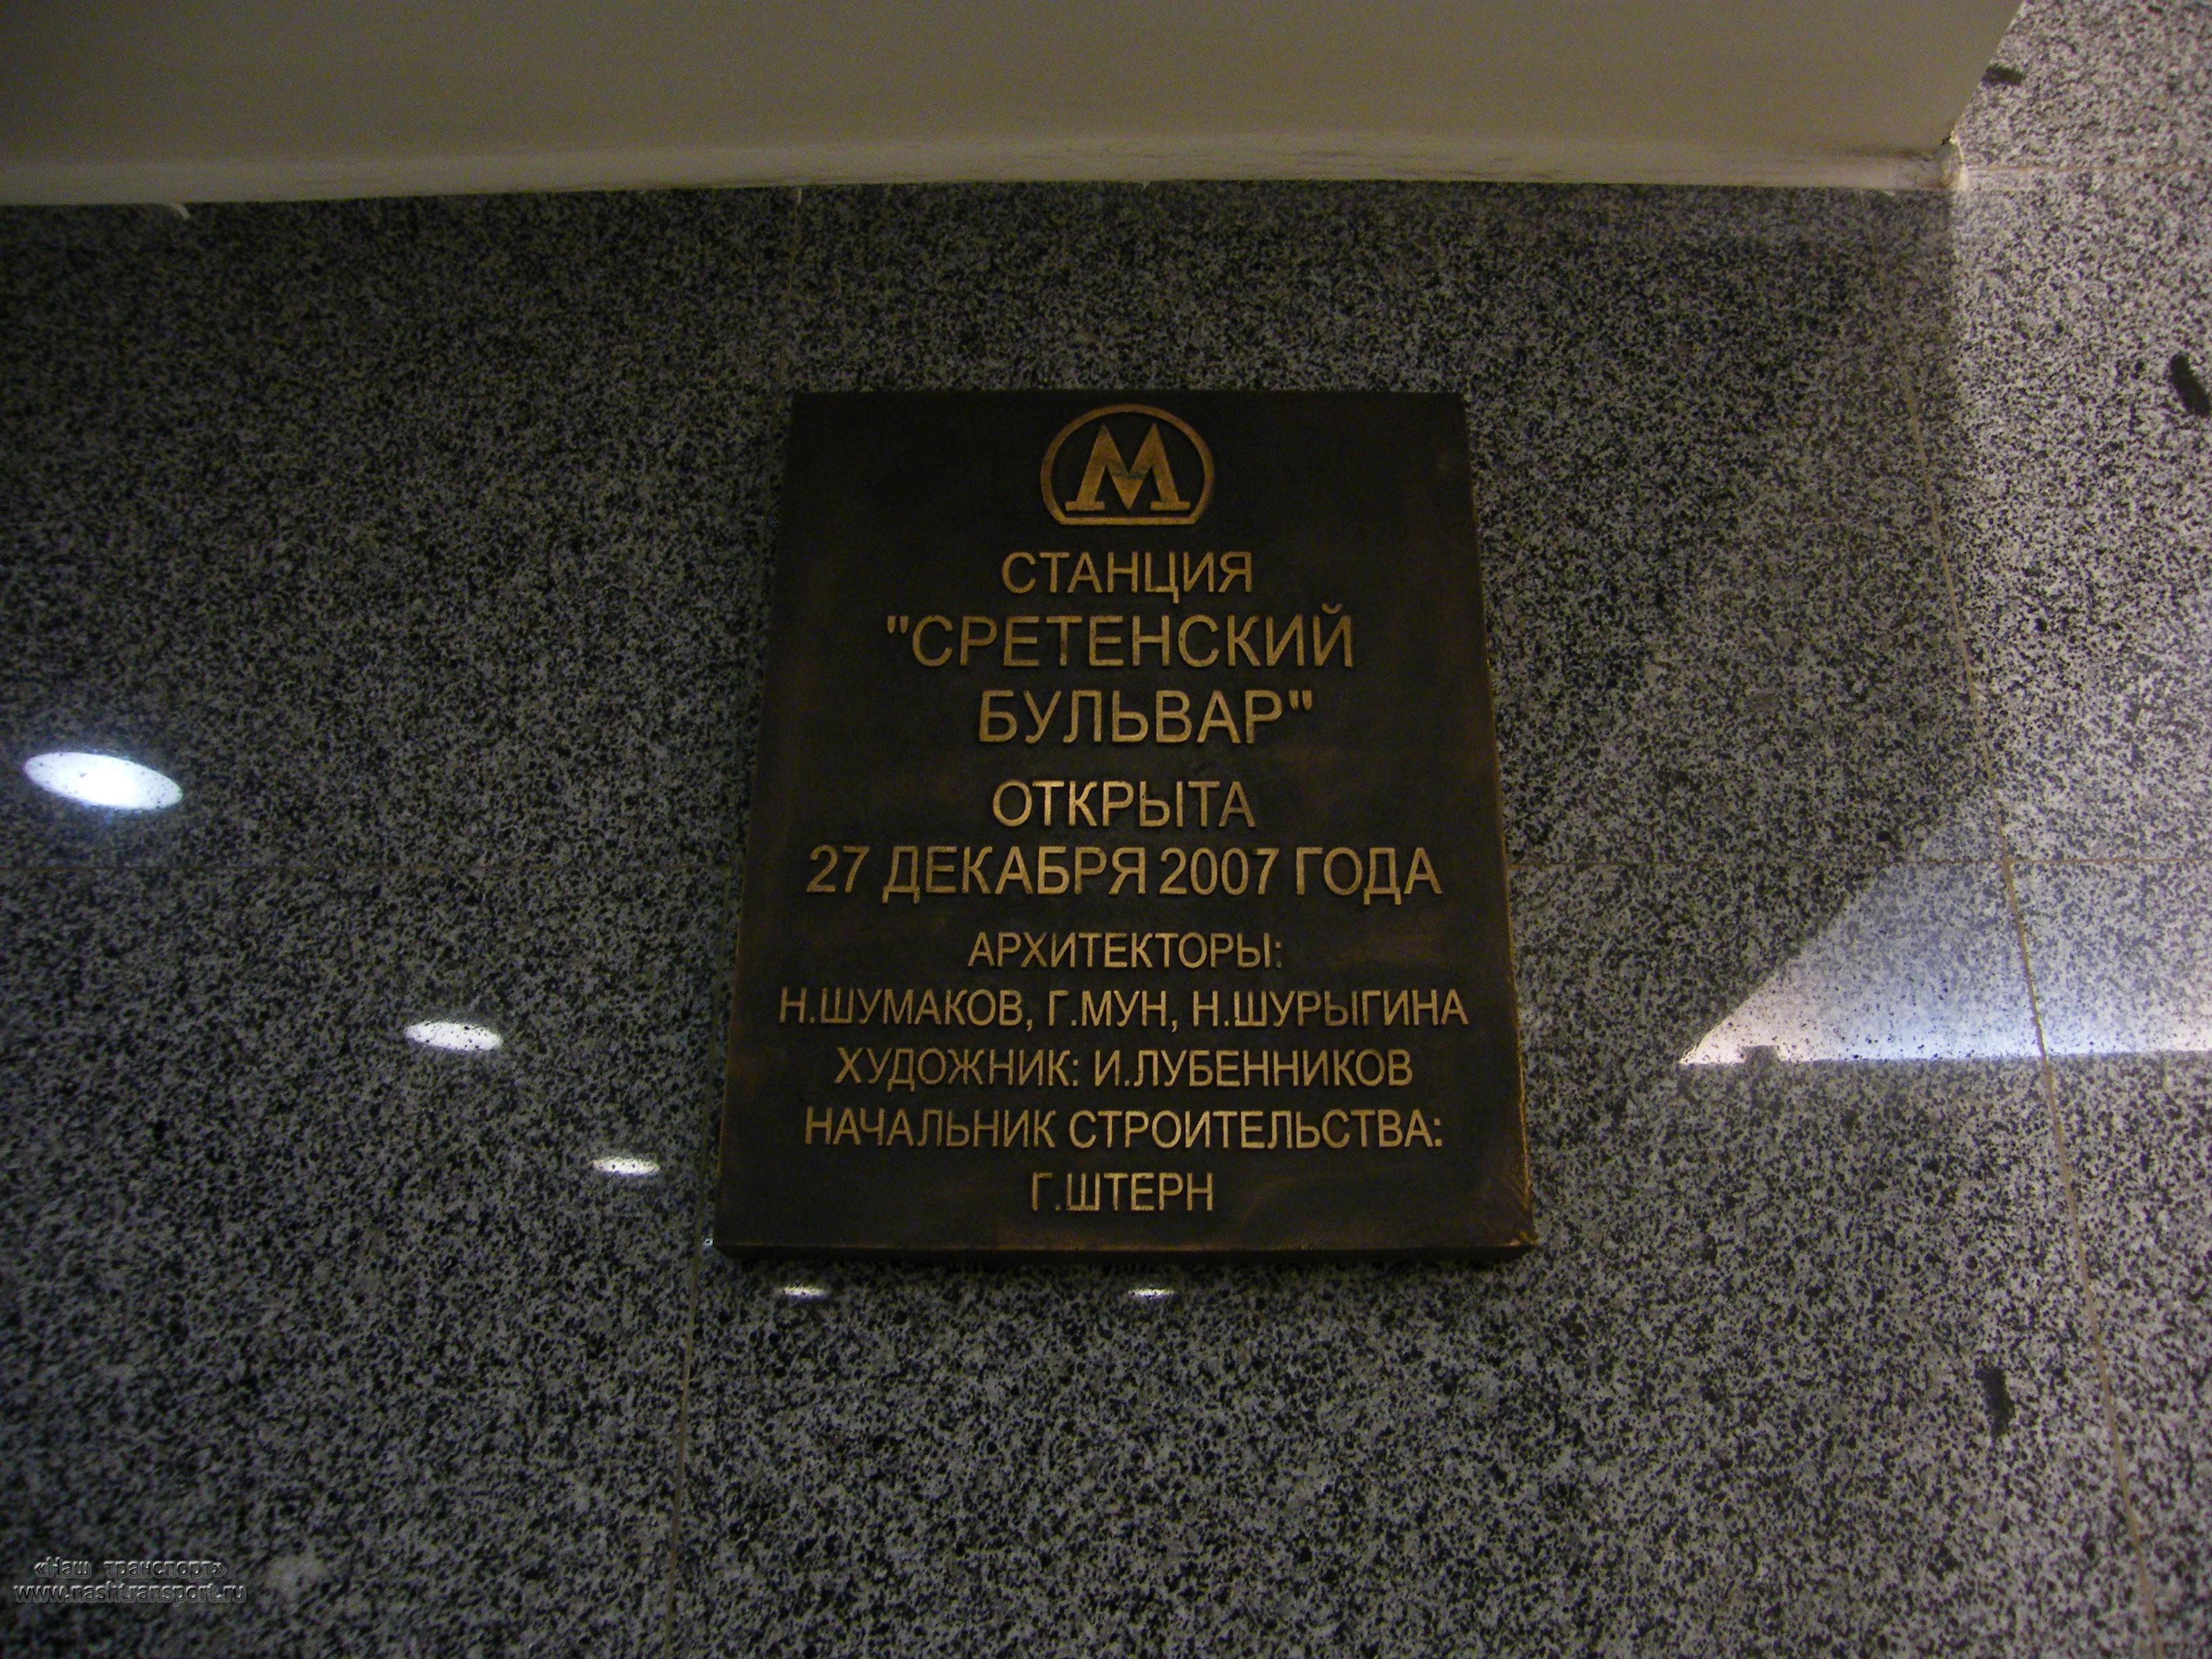 М
СТАНЦИЯ
"СРЕТЕНСКИЙ
БУЛЬВАР"
ОТКРЫТА
27 ДЕКАБРЯ 2007 ГОДА
АРХИТЕКТОРЫ:
Н.ШУМАКОВ, Г.МУН, Н.ШУРЫГИНА
ХУДОЖНИК: И.ЛУБЕННИКОВ
НАЧАЛЬНИК СТРОИТЕЛЬСТВА:
Г.ШТЕРН
«Наш транспорт»
www.nashtransport.ru